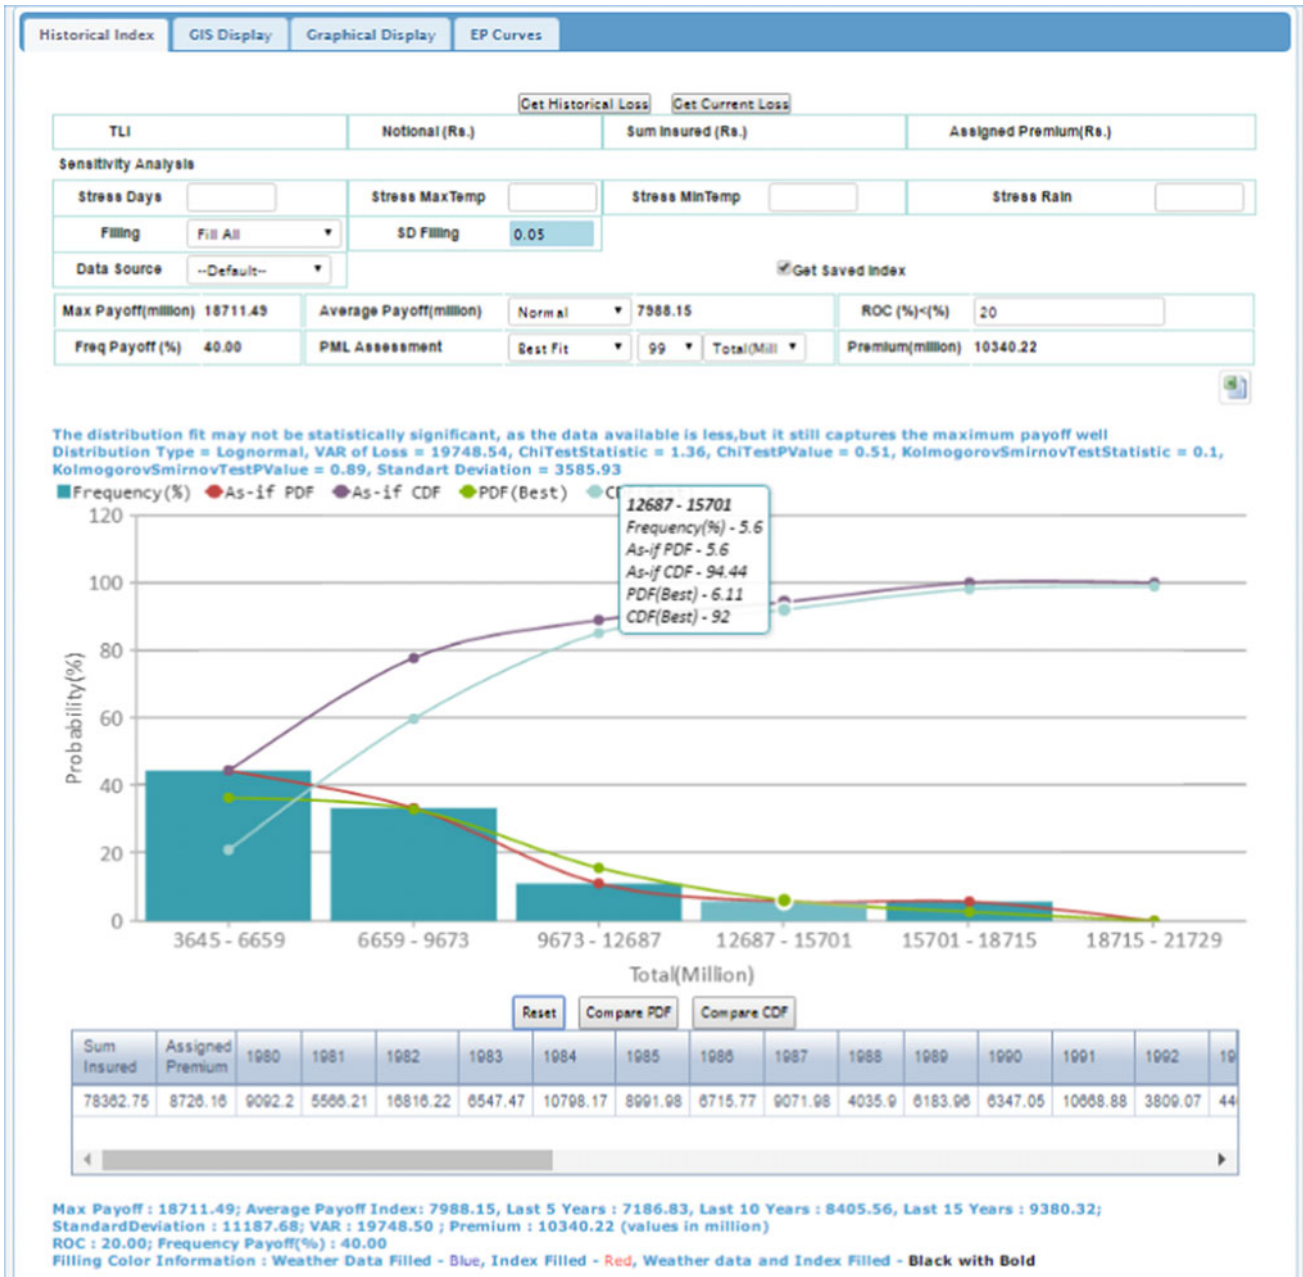 Historical Index GIS Display Graphical Display EP Curves
Get Historical Loss Get Current Loss
TLI Notional (Rs.) Sum Insured (Rs.) Assigned Premium(Rs.)
Sensitivity Analysis
Stress Days Stress MaxTemp Stress MinTemp Stress Rain
Filling Fill All SD Filling 0.05
Data Source --Default-- Get Saved Index
Max Payoff(million) 18711.49 Average Payoff(million) Normal 7988.15 ROC (%)<(%) 20
Freq Payoff (%) 40.00 PML Assessment Best Fit 99 Total(Mill Premium(million) 10340.22
The distribution fit may not be statistically significant, as the data available is less,but it still captures the maximum payoff well
Distribution Type = Lognormal, VAR of Loss = 19748.54, ChiTestStatistic = 1.36, ChiTestPValue = 0.51, KolmogorovSmirnovTestStatistic = 0.1,
KolmogorovSmirnovTestPValue = 0.89, Standart Deviation = 3585.93
Frequency(%) As-if PDF As-if CDF PDF(Best)
12687 - 15701
Frequency(%) - 5.6
As-if PDF - 5.6
As-if CDF - 94.44
PDF(Best) - 6.11
CDF(Best) - 92
Probability(%)
120
100
80
60
40
20
0
3645 - 6659 6659 - 9673 9673 - 12687 12687 - 15701 15701 - 18715 18715 - 21729
Total(Million)
Reset Compare PDF Compare CDF
Sum Insured Assigned Premium 1980 1981 1982 1983 1984 1985 1986 1987 1988 1989 1990 1991 1992 19
78362.75 8726.16 9092.2 5566.21 16816.22 6547.47 10798.17 8991.98 6715.77 9071.98 4035.9 6183.96 6347.05 10668.88 3809.07 44
Max Payoff : 18711.49; Average Payoff Index: 7988.15, Last 5 Years : 7186.83, Last 10 Years : 8405.56, Last 15 Years : 9380.32;
StandardDeviation : 11187.68; VAR : 19748.50 ; Premium : 10340.22 (values in million)
ROC : 20.00; Frequency Payoff(%) : 40.00
Filling Color Information : Weather Data Filled - Blue, Index Filled - Red, Weather data and Index Filled - Black with Bold